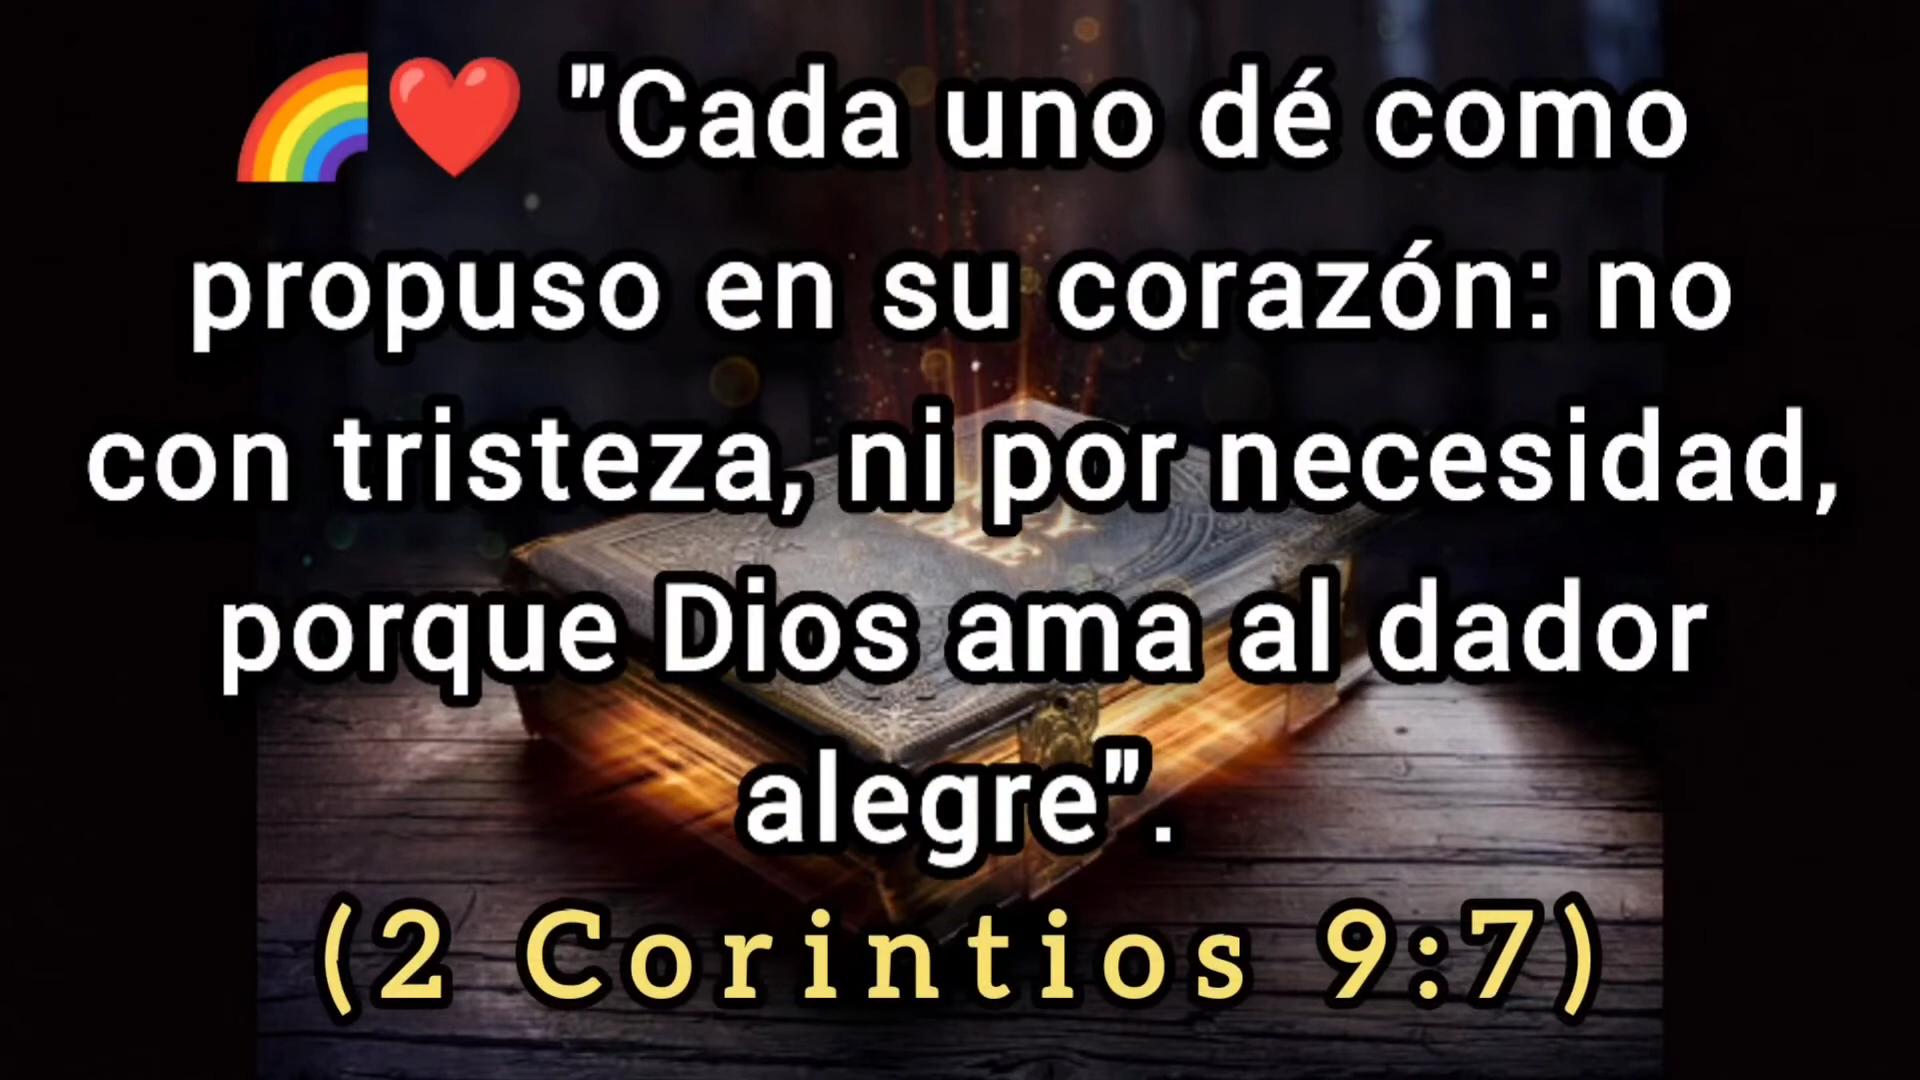 🌈❤️ "Cada uno dé como
propuso en su corazón: no
con tristeza, ni por necesidad,
porque Dios ama al dador
alegre".
(2 Corintios 9:7)